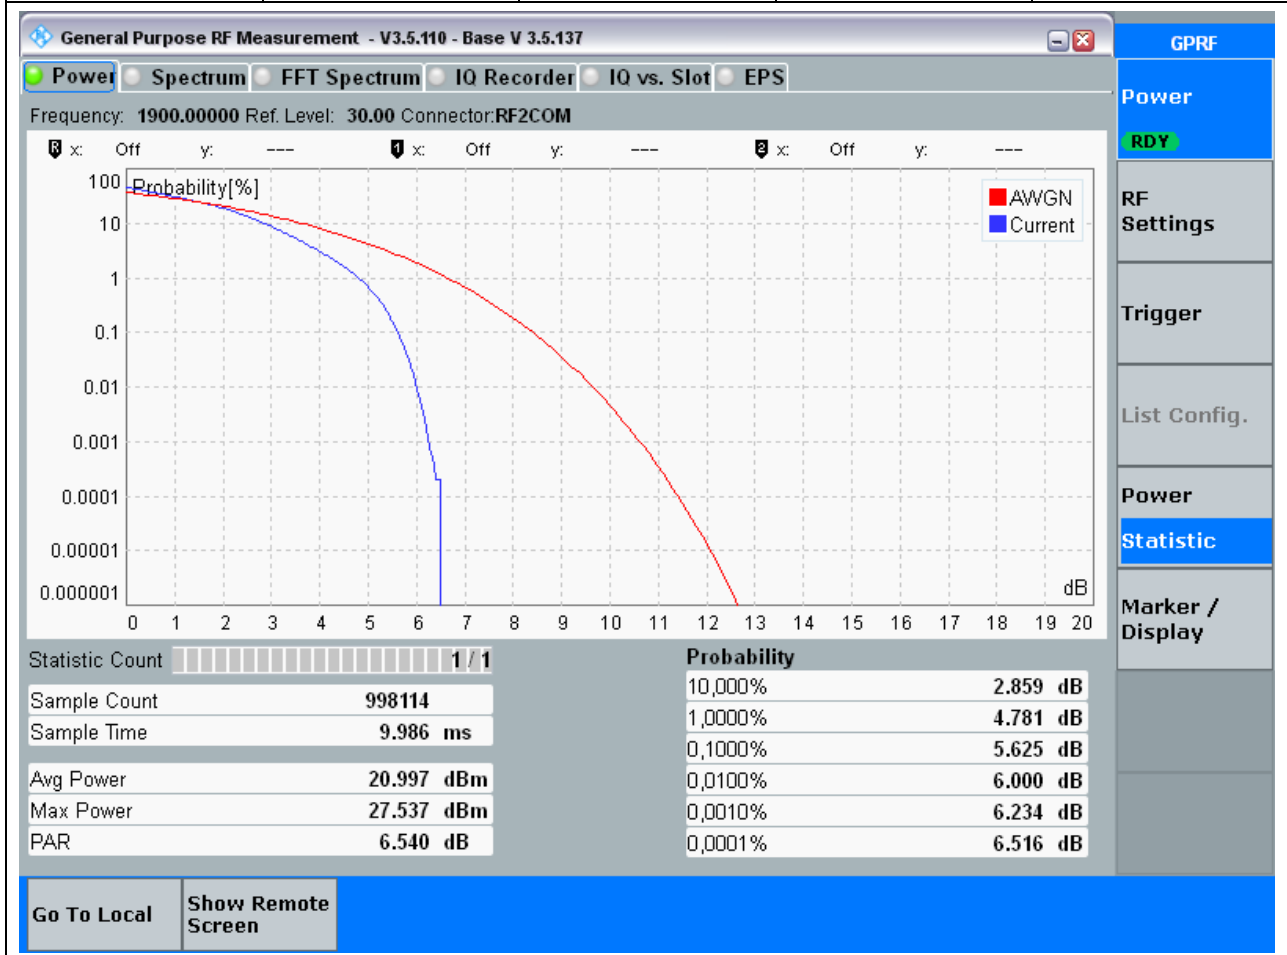 General Purpose RF Measurement - V3.5.110 - Base V 3.5.137
GPRF
Power Spectrum FFT Spectrum IQ Recorder IQ vs. Slot EPS
Frequency: 1900.00000 Ref. Level: 30.00 Connector:RF2COM
R x: Off y: --- 1 x: Off y: --- 2 x: Off y: ---
Probability[%]
AWGN
Current
100
10
1
0.1
0.01
0.001
0.0001
0.00001
0.000001
dB
0 1 2 3 4 5 6 7 8 9 10 11 12 13 14 15 16 17 18 19 20
Statistic Count 1 / 1
Sample Count 998114
Sample Time 9.986 ms
Avg Power 20.997 dBm
Max Power 27.537 dBm
PAR 6.540 dB
Probability
10,000% 2.859 dB
1,0000% 4.781 dB
0,1000% 5.625 dB
0,0100% 6.000 dB
0,0010% 6.234 dB
0,0001% 6.516 dB
Power
RDY
RF
Settings
Trigger
List Config.
Power
Statistic
Marker /
Display
Go To Local
Show Remote
Screen